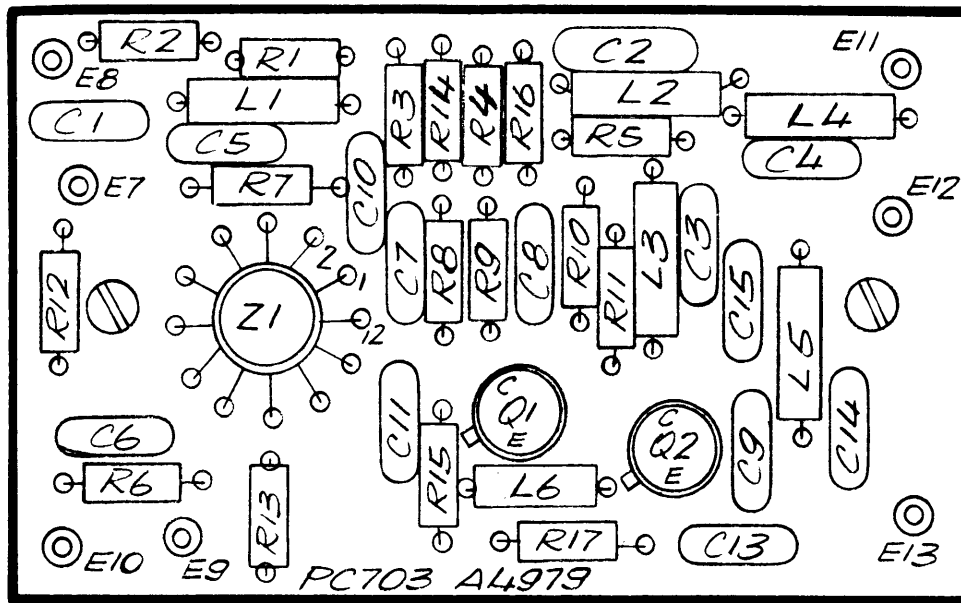 R2
R1
C2
E11
E8
L1
R3
R14
R4
R16
L2
L4
C1
C5
R5
C4
R7
C10
E7
E12
2
1
12
Z1
C7
R8
R9
C8
R10
R11
L3
C3
C15
R12
L5
C11
C
Q1
E
C
Q2
E
C9
C14
C6
R6
R15
L6
R13
R17
C13
E10
E9
E13
PC703 A4979